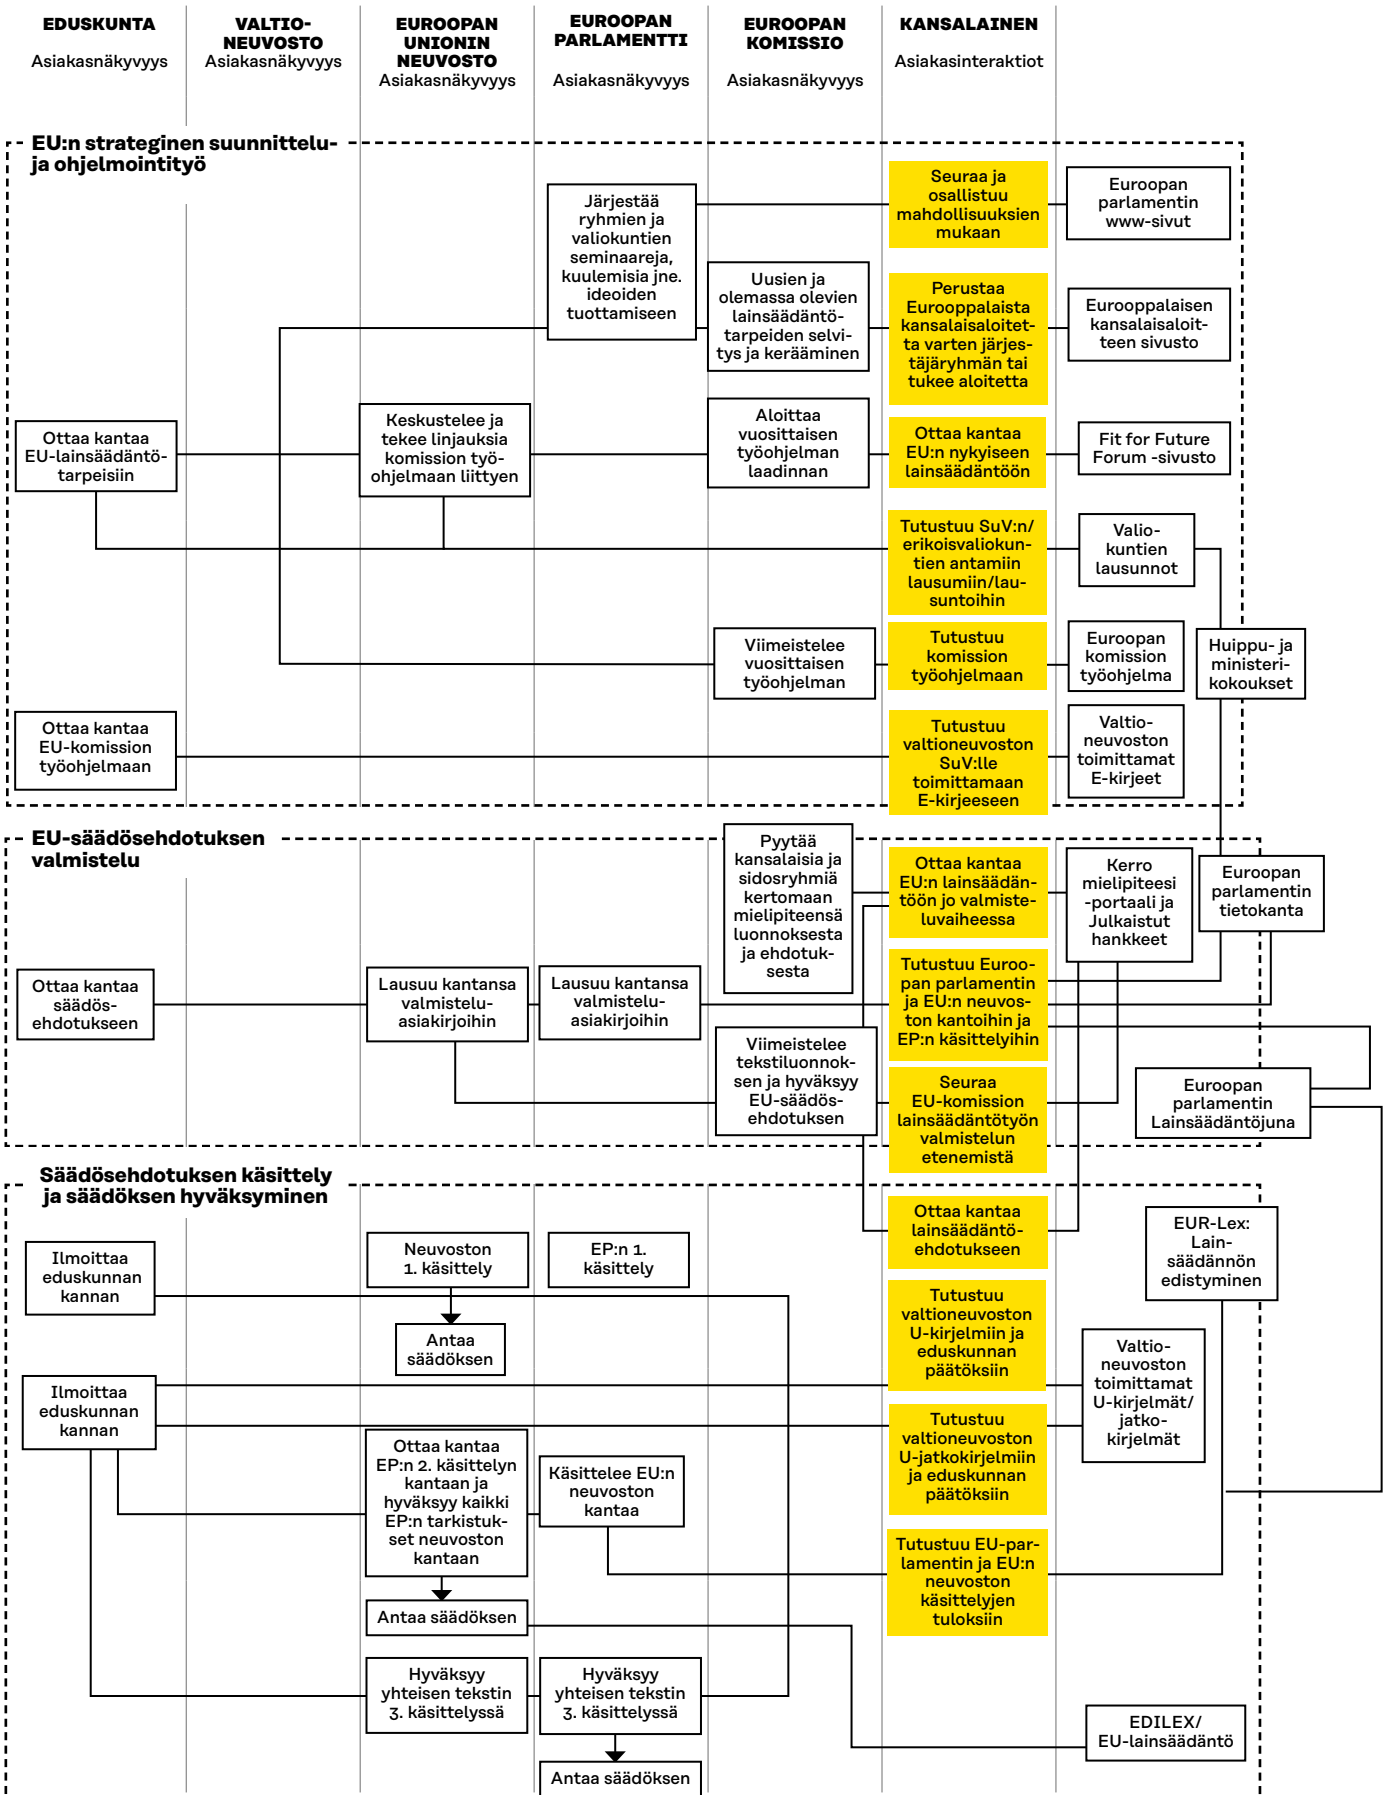 EDUSKUNTA
Asiakasnäkyvyys
VALTIO-
NEUVOSTO
Asiakasnäkyvyys
EUROOPAN
UNIONIN
NEUVOSTO
Asiakasnäkyvyys
EUROOPAN
PARLAMENTTI
Asiakasnäkyvyys
EUROOPAN
KOMISSIO
Asiakasnäkyvyys
KANSALAINEN
Asiakasinteraktiot
EU:n strateginen suunnittelu-
ja ohjelmointityö
Järjestää
ryhmien ja
valiokuntien
seminaareja,
kuulemisia jne.
ideoiden
tuottamiseen
Seuraa ja
osallistuu
mahdollisuuksien
mukaan
Euroopan
parlamentin
www-sivut
Uusien ja
olemassa olevien
lainsäädäntö-
tarpeiden selvi-
tys ja kerääminen
Perustaa
Eurooppalaista
kansalaisaloitet-
ta varten järjes-
täjäryhmän tai
tukee aloitetta
Eurooppalaisen
kansalaisaloit-
teen sivusto
Ottaa kantaa
EU-lainsäädäntö-
tarpeisiin
Keskustelee ja
tekee linjauksia
komission työ-
ohjelmaan liittyen
Aloittaa
vuosittaisen
työohjelman
laadinnan
Ottaa kantaa
EU:n nykyiseen
lainsäädäntöön
Fit for Future
Forum -sivusto
Tutustuu SuV:n/
erikoisvaliokun-
tien antamiin
lausumiin/lau-
suntoihin
Valio-
kuntien
lausunnot
Viimeistelee
vuosittaisen
työohjelman
Tutustuu
komission
työohjelmaan
Euroopan
komission
työohjelma
Huippu- ja
ministeri-
kokoukset
Ottaa kantaa
EU-komission
työohjelmaan
Tutustuu
valtioneuvoston
SuV:lle
toimittamaan
E-kirjeeseen
Valtio-
neuvoston
toimittamat
E-kirjeet
EU-säädösehdotuksen
valmistelu
Pyytää
kansalaisia ja
sidosryhmiä
kertomaan
mielipiteensä
luonnoksesta
ja ehdotuk-
sesta
Ottaa kantaa
EU:n lainsäädän-
töön jo valmiste-
luvaiheessa
Kerro
mielipiteesi
-portaali ja
Julkaistut
hankkeet
Euroopan
parlamentin
tietokanta
Ottaa kantaa
säädös-
ehdotukseen
Lausuu kantansa
valmistelu-
asiakirjoihin
Lausuu kantansa
valmistelu-
asiakirjoihin
Tutustuu Euroo-
pan parlamentin
ja EU:n neuvos-
ton kantoihin ja
EP:n käsittelyihin
Viimeistelee
tekstiluonnok-
sen ja hyväksyy
EU-säädös-
ehdotuksen
Seuraa
EU-komission
lainsäädäntötyön
valmistelun
etenemistä
Euroopan
parlamentin
Lainsäädäntöjuna
Säädösehdotuksen käsittely
ja säädöksen hyväksyminen
Ottaa kantaa
lainsäädäntö-
ehdotukseen
EUR-Lex:
Lain-
säädännön
edistyminen
Ilmoittaa
eduskunnan
kannan
Neuvoston
1. käsittely
EP:n 1.
käsittely
Antaa
säädöksen
Tutustuu
valtioneuvoston
U-kirjelmiin ja
eduskunnan
päätöksiin
Valtio-
neuvoston
toimittamat
U-kirjelmät/
jatko-
kirjelmät
Ilmoittaa
eduskunnan
kannan
Tutustuu
valtioneuvoston
U-jatkokirjelmiin
ja eduskunnan
päätöksiin
Ottaa kantaa
EP:n 2. käsittelyn
kantaan ja
hyväksyy kaikki
EP:n tarkistuk-
set neuvoston
kantaan
Käsittelee EU:n
neuvoston
kantaa
Tutustuu EU-par-
lamentin ja EU:n
neuvoston
käsittelyjen
tuloksiin
Antaa säädöksen
Hyväksyy
yhteisen tekstin
3. käsittelyssä
Hyväksyy
yhteisen tekstin
3. käsittelyssä
EDILEX/
EU-lainsäädäntö
Antaa säädöksen